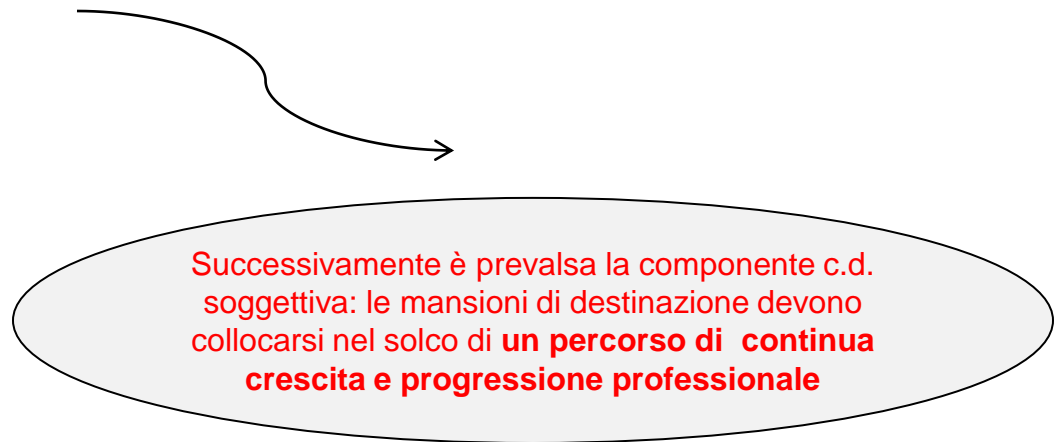 Successivamente è prevalsa la componente c.d.
soggettiva: le mansioni di destinazione devono
collocarsi nel solco di un percorso di  continua
crescita e progressione professionale